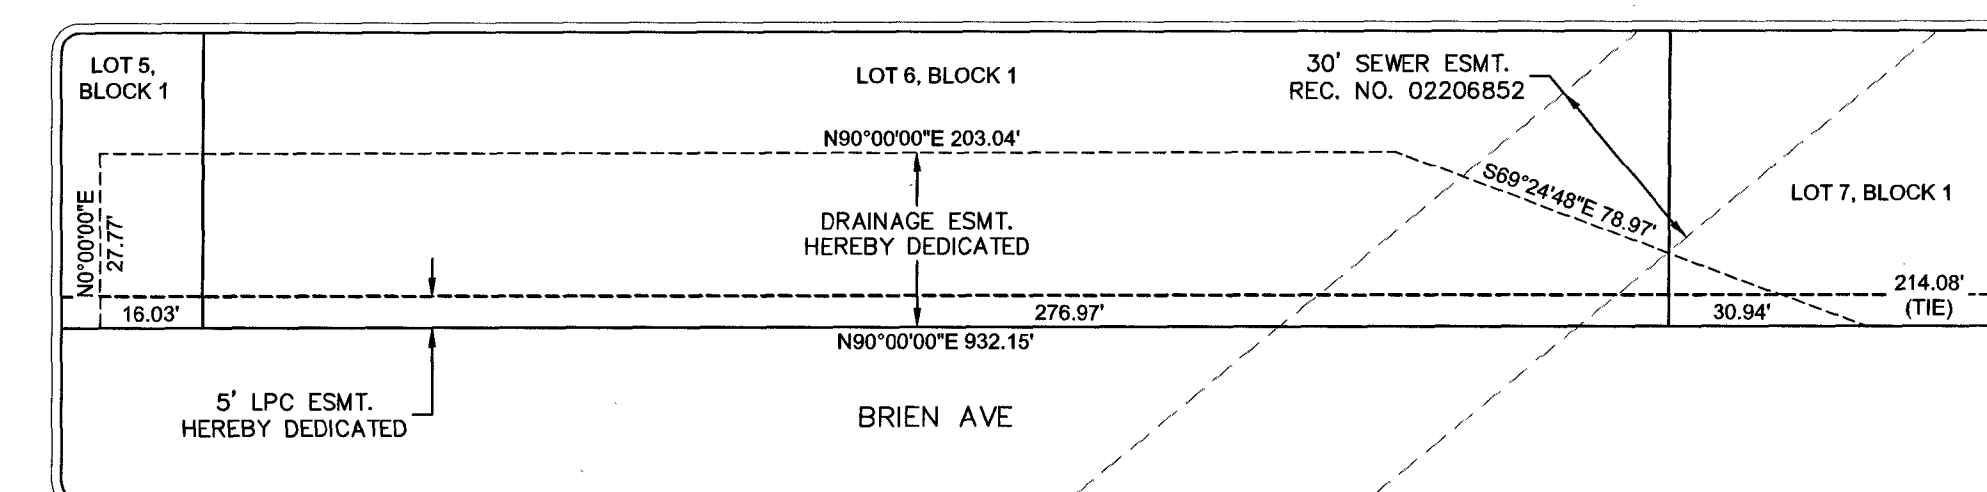 LOT 5,
BLOCK 1
LOT 6, BLOCK 1
30' SEWER ESMT.
REC. NO. 02206852
N90°00'00"E 203.04'
S69°24'48"E 78.97'
LOT 7, BLOCK 1
N0°00'00"E
27.77'
DRAINAGE ESMT.
HEREBY DEDICATED
16.03'
276.97'
30.94'
214.08'
(TIE)
N90°00'00"E 932.15'
5' LPC ESMT.
HEREBY DEDICATED
BRIEN AVE